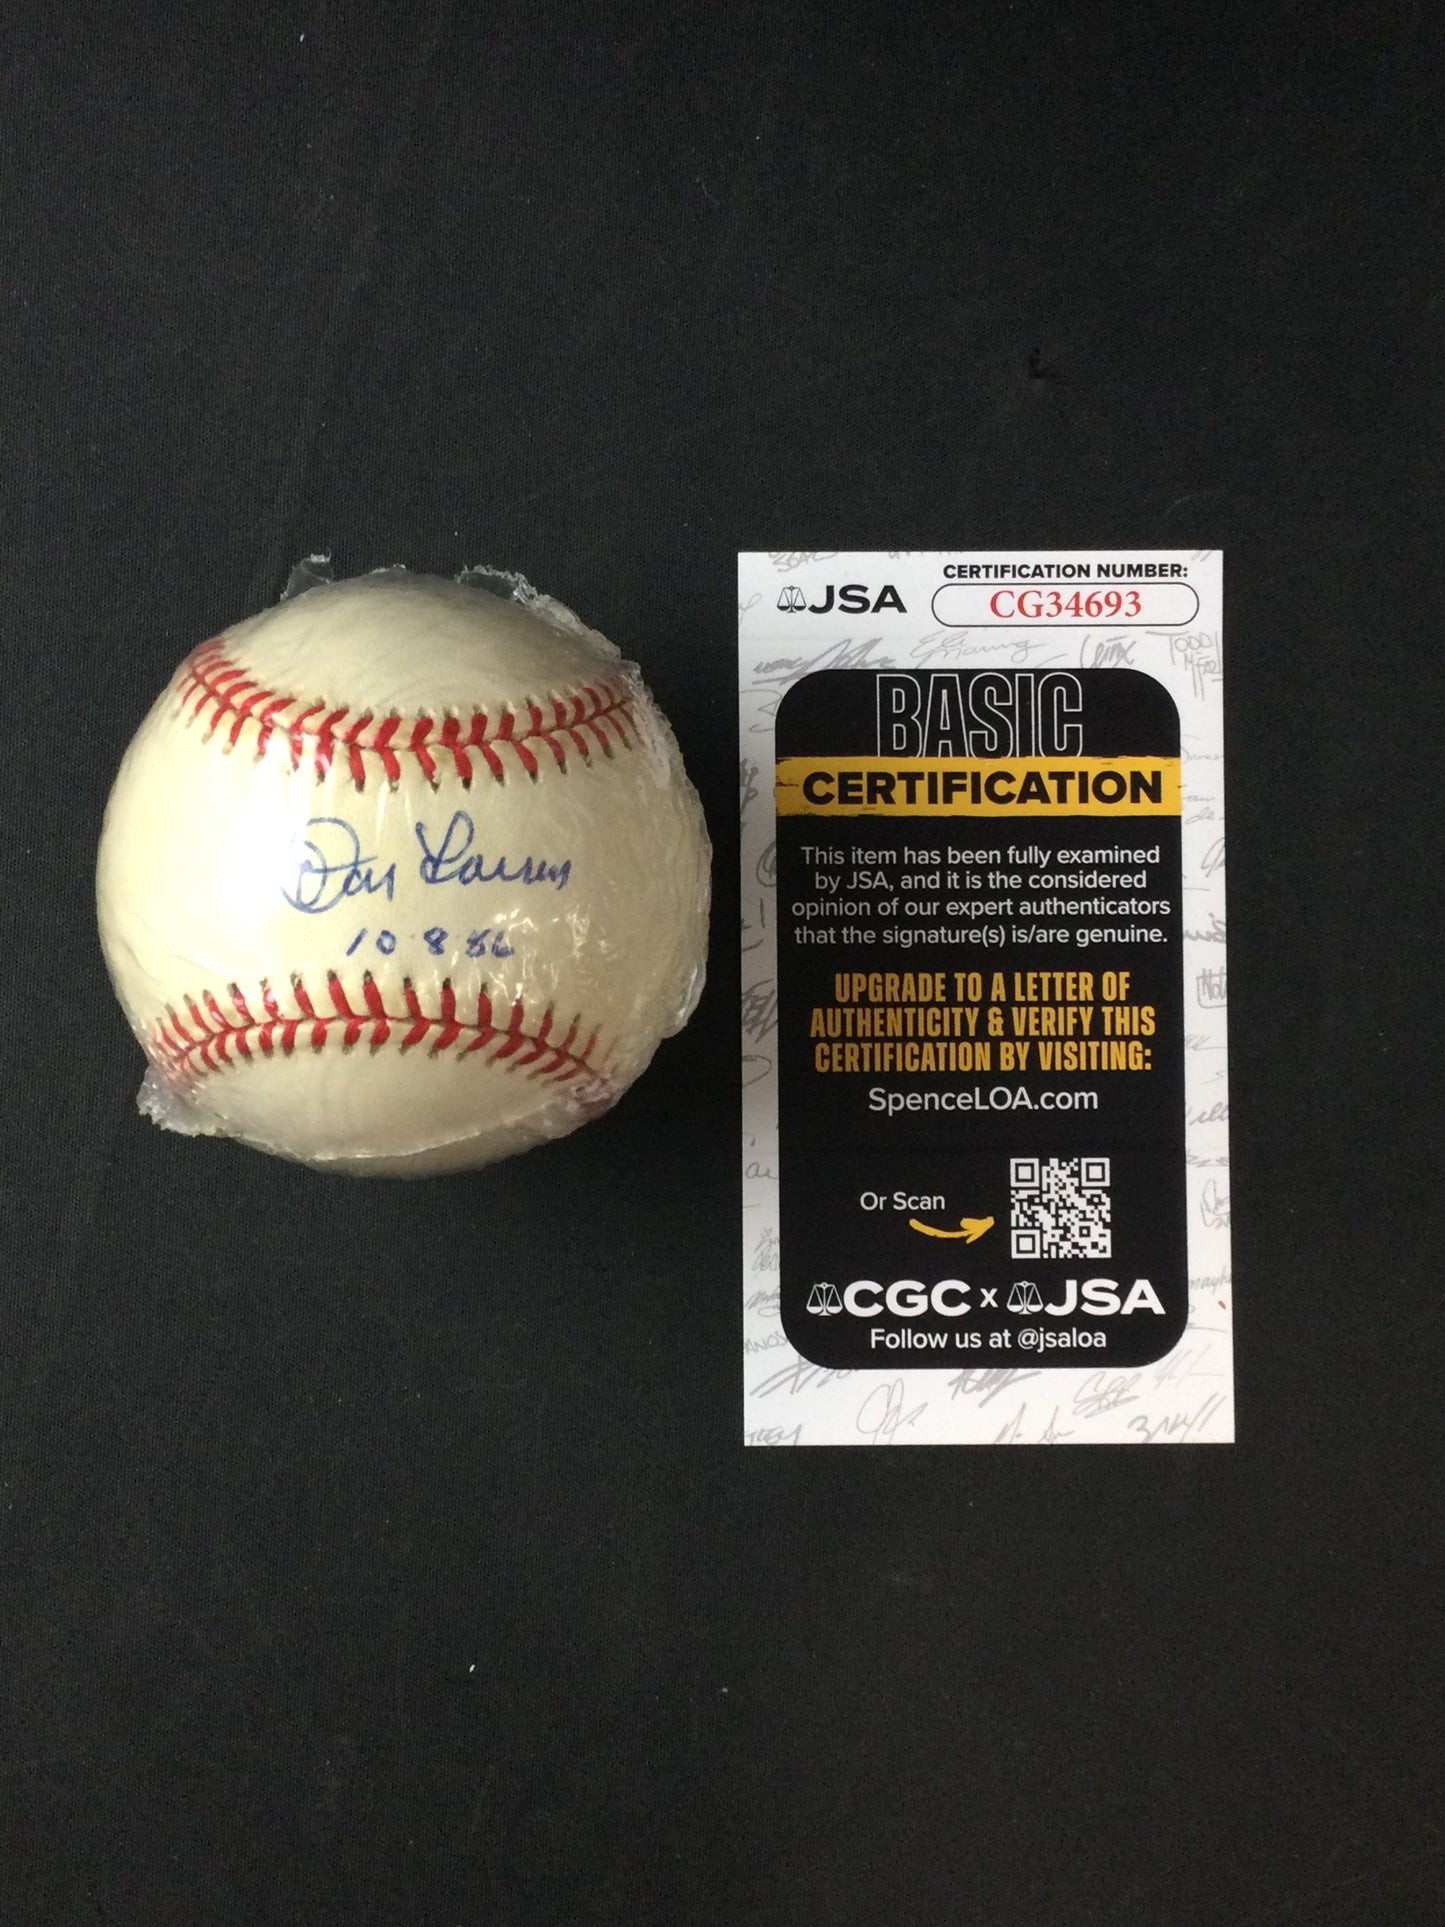 Don Larsen
10 8 56
JSA
CERTIFICATION NUMBER:
CG34693
BASIC
CERTIFICATION
This item has been fully examined
by JSA, and it is the considered
opinion of our expert authenticators
that the signature(s) is/are genuine.
UPGRADE TO A LETTER OF
AUTHENTICITY & VERIFY THIS
CERTIFICATION BY VISITING:
SpenceLOA.com
Or Scan
CGC x JSA
Follow us at @jsaloa